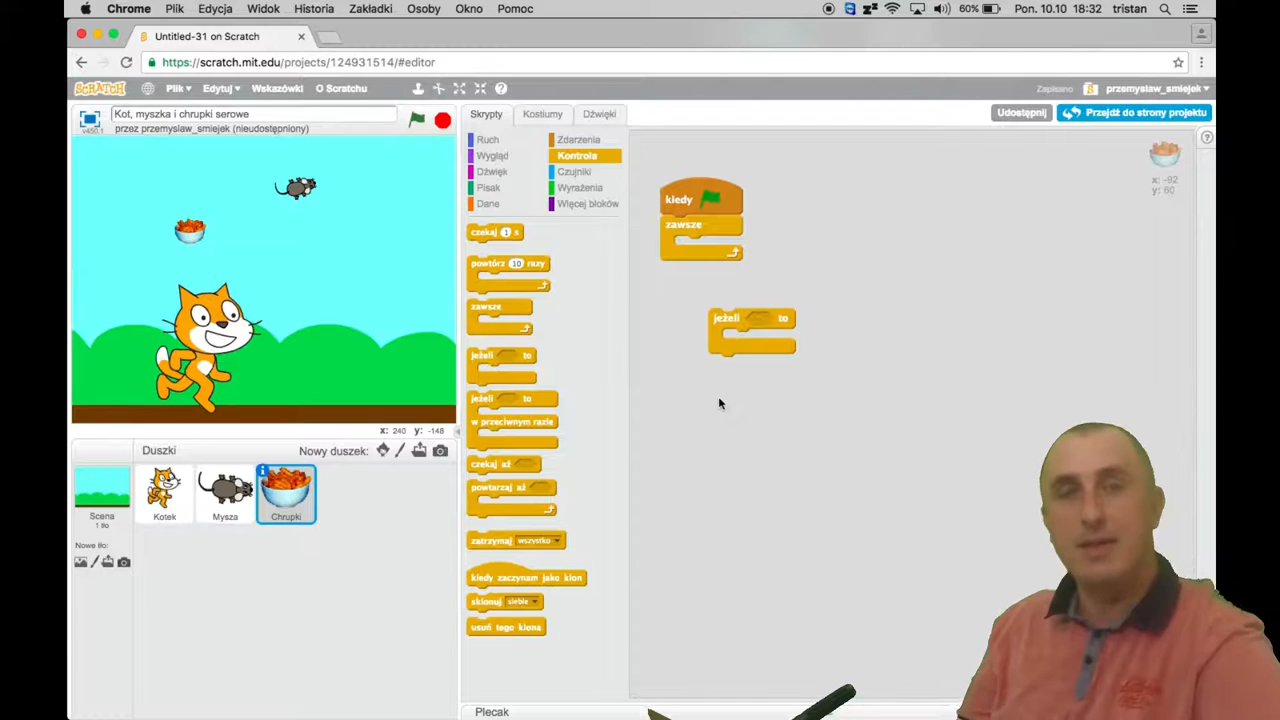 Chrome Plik Edycja Widok Historia Zakładki Osoby Okno Pomoc 60% Pon. 10.10 18:32 tristan
Untitled-31 on Scratch
https://scratch.mit.edu/projects/124931514/#editor
SCRATCH Plik Edytuj Wskazówki O Scratchu Zapisano przemyslaw_smiejek
v450.1 Kot, myszka i chrupki serowe
przez przemyslaw_smiejek (nieudostępniony)
Skrypty Kostiumy Dźwięki
Udostępnij Przejdź do strony projektu
Ruch Zdarzenia
Wygląd Kontrola
Dźwięk Czujniki
Pisak Wyrażenia
Dane Więcej bloków
czekaj 1 s
powtórz 10 razy
zawsze
jeżeli to
jeżeli to
w przeciwnym razie
czekaj aż
powtarzaj aż
zatrzymaj wszystko
kiedy zaczynam jako klon
sklonuj siebie
usuń tego klona
kiedy
zawsze
jeżeli to
x: -92
y: 60
x: 240 y: -148
Duszki Nowy duszek:
Scena
1 tło
Nowe tło:
Kotek Mysza Chrupki
Plecak